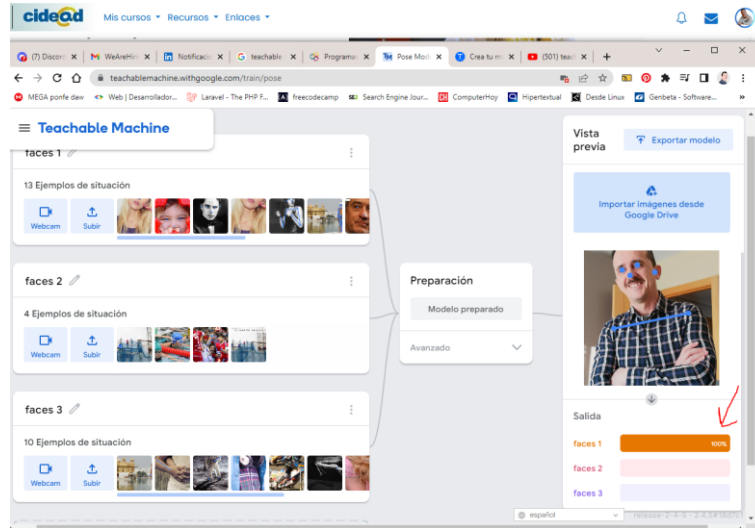 cidead Mis cursos Recursos Enlaces
(7) Discor WeAreHir Notificacio teachable Programa Pose Mod Crea tu m (501) teac
teachablemachine.withgoogle.com/train/pose
MEGA ponfe daw Web | Desarrollador... Laravel - The PHP F... freecodecamp Search Engine Jour... ComputerHoy Hipertextual Desde Linux Genbeta - Software...
Teachable Machine
faces 1
13 Ejemplos de situación
Webcam Subir
faces 2
4 Ejemplos de situación
Webcam Subir
faces 3
10 Ejemplos de situación
Webcam Subir
Preparación
Modelo preparado
Avanzado
Vista previa
Exportar modelo
Importar imágenes desde
Google Drive
Salida
faces 1 100%
faces 2
faces 3
español